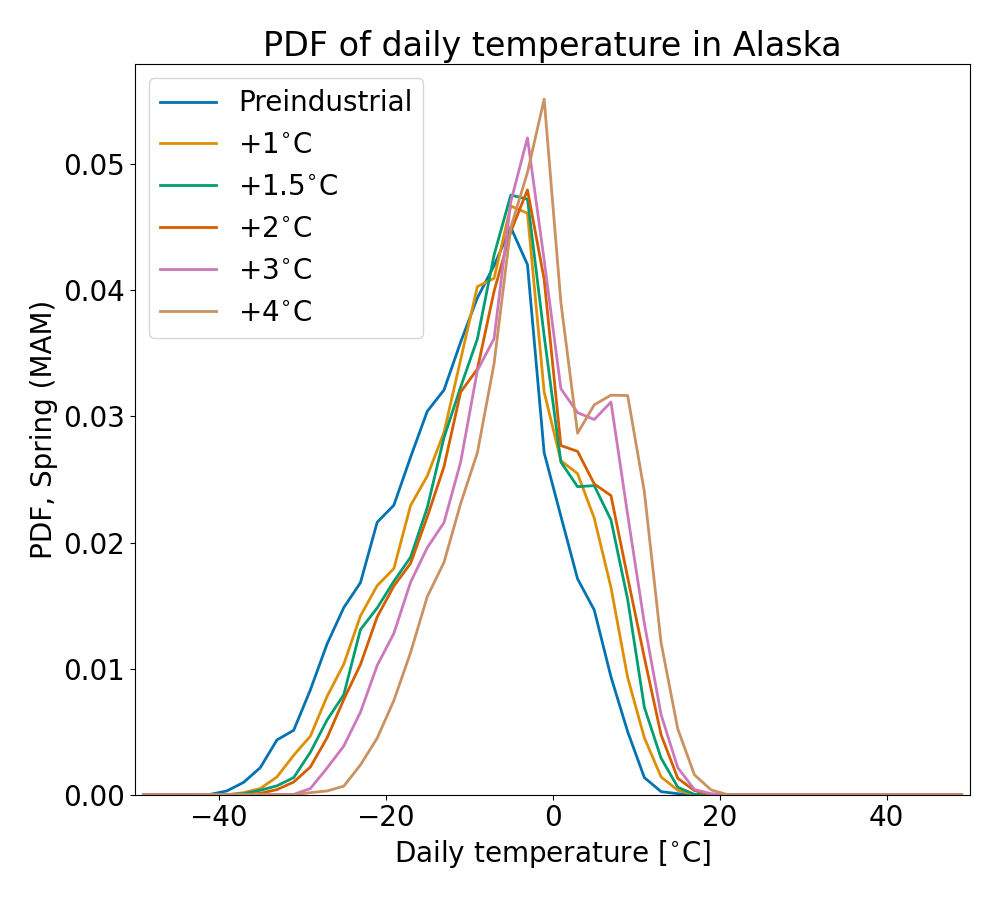 PDF of daily temperature in Alaska
Preindustrial
+1°C
+1.5°C
+2°C
+3°C
+4°C
PDF, Spring (MAM)
0.05
0.04
0.03
0.02
0.01
0.00
−40
−20
0
20
40
Daily temperature [°C]